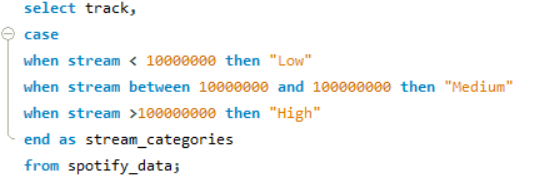 select track,
case
when stream < 10000000 then "Low"
when stream between 10000000 and 100000000 then "Medium"
when stream >100000000 then "High"
end as stream_categories
from spotify_data;